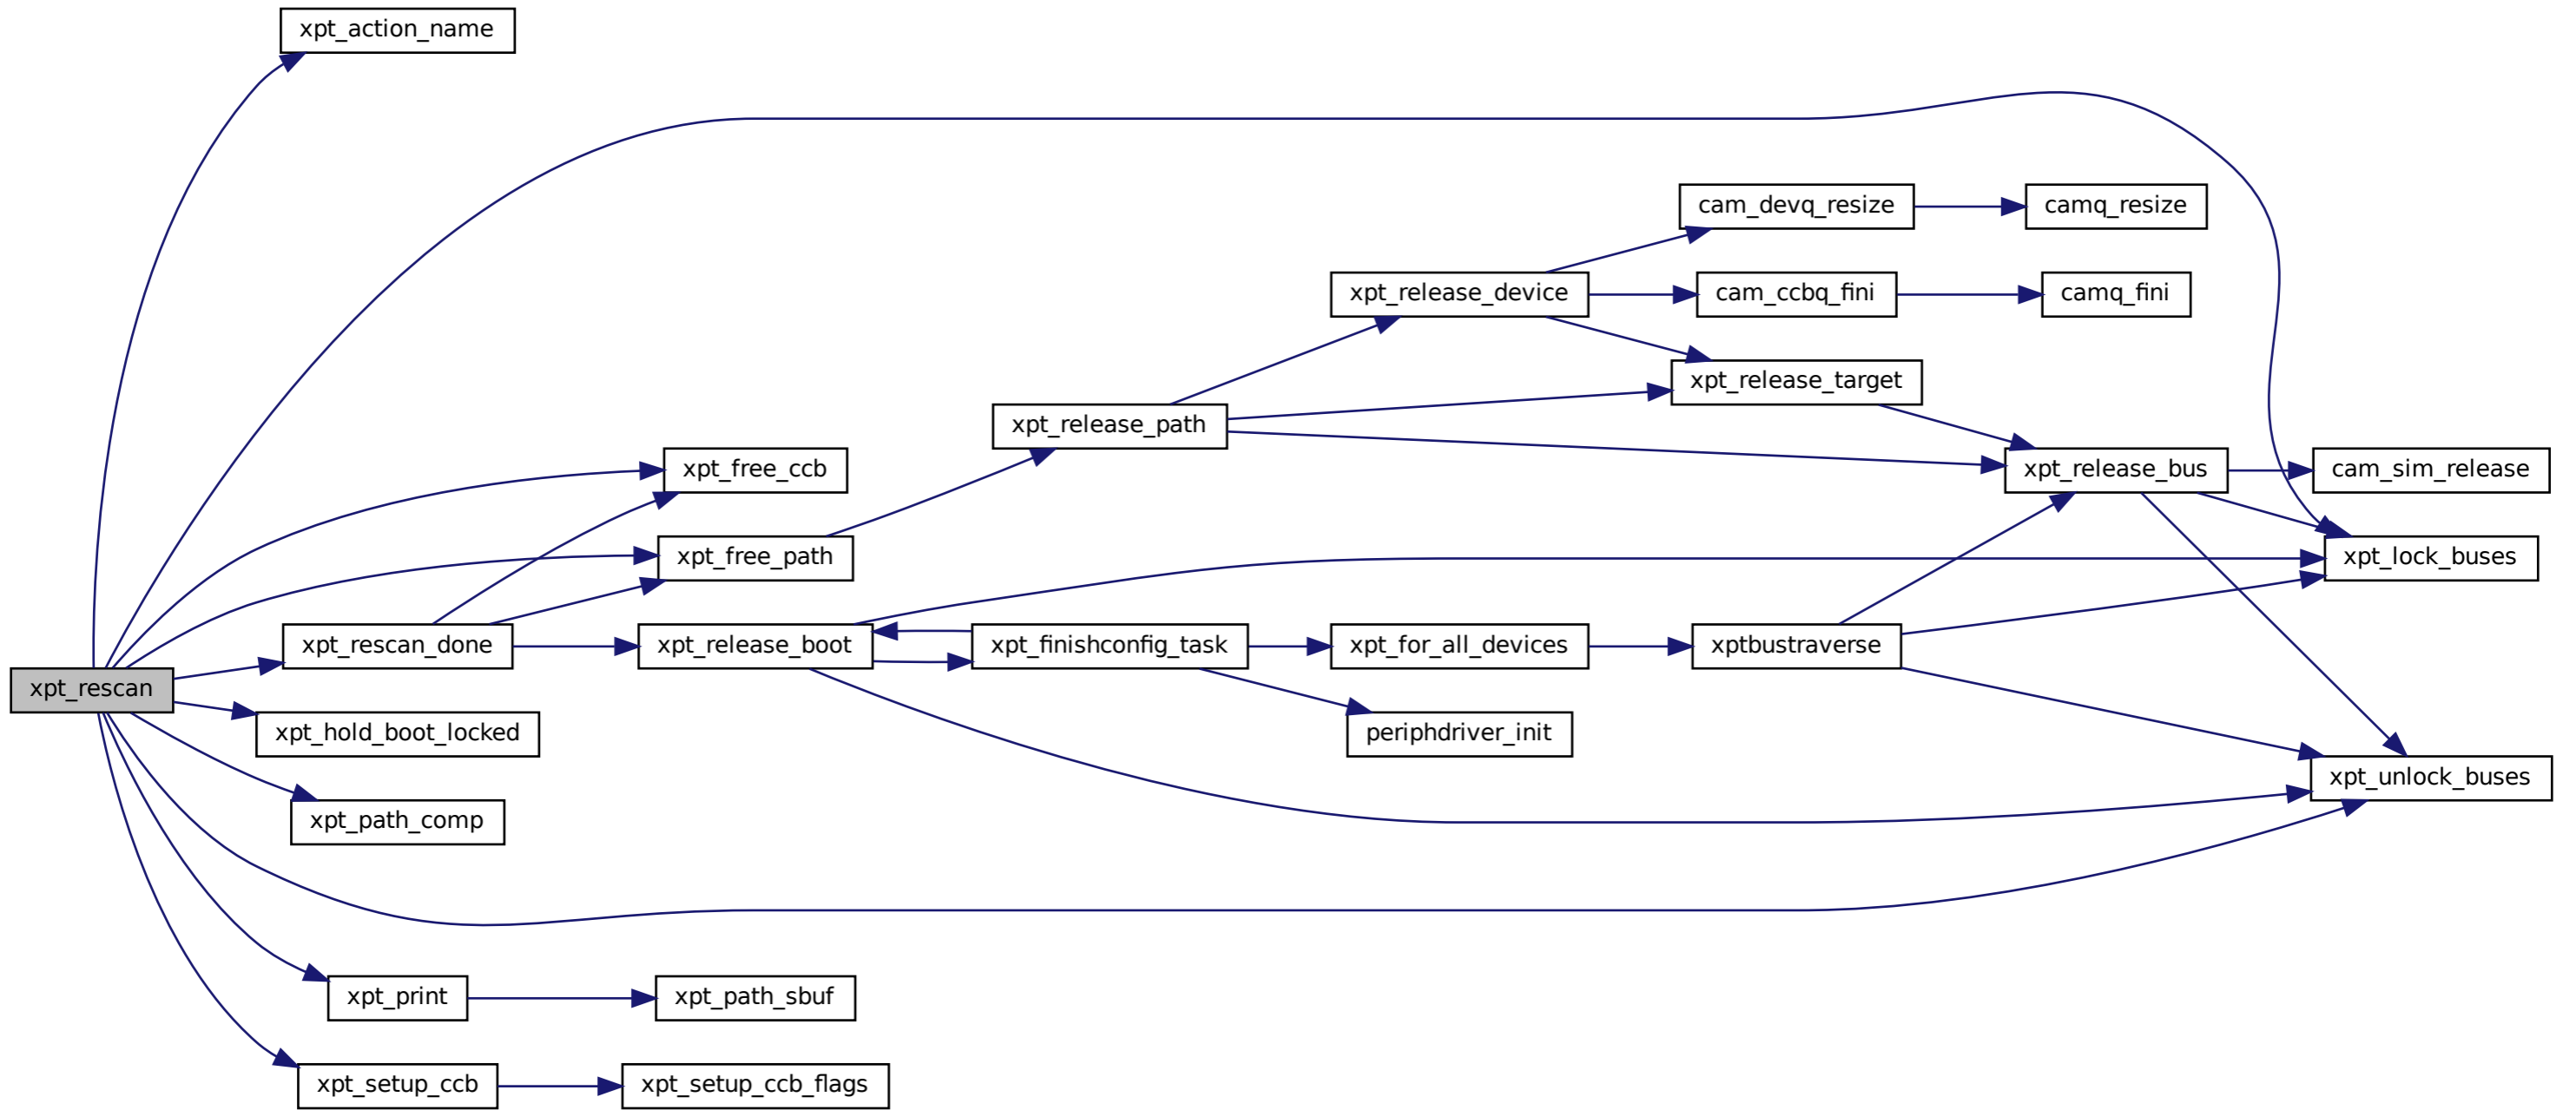 xpt_action_name
cam_devq_resize
camq_resize
xpt_release_device
cam_ccbq_fini
camq_fini
xpt_release_target
xpt_release_path
xpt_free_ccb
xpt_release_bus
cam_sim_release
xpt_free_path
xpt_lock_buses
xpt_rescan_done
xpt_release_boot
xpt_finishconfig_task
xpt_for_all_devices
xptbustraverse
xpt_rescan
xpt_hold_boot_locked
periphdriver_init
xpt_unlock_buses
xpt_path_comp
xpt_print
xpt_path_sbuf
xpt_setup_ccb
xpt_setup_ccb_flags